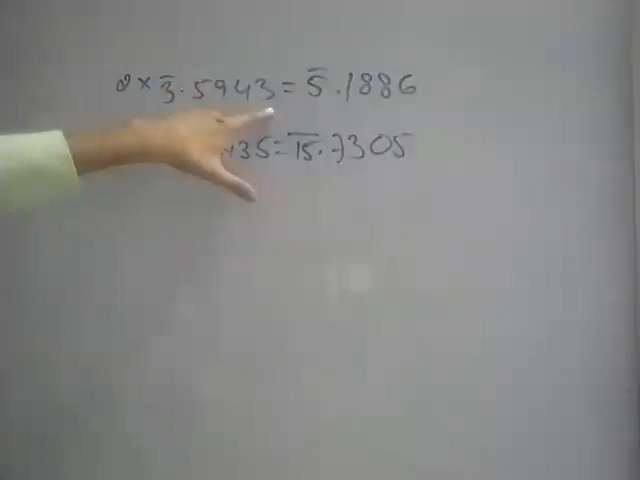 2 × 3̅.5943 = 5̅.1886
35 = 1̅5̅.7305